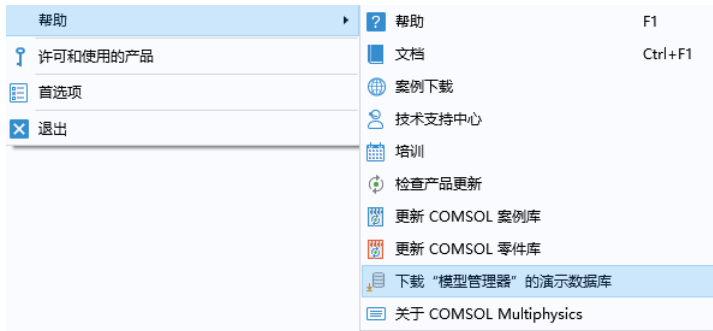 帮助
许可和使用的产品
首选项
退出
帮助 F1
文档 Ctrl+F1
案例下载
技术支持中心
培训
检查产品更新
更新 COMSOL 案例库
更新 COMSOL 零件库
下载“模型管理器”的演示数据库
关于 COMSOL Multiphysics